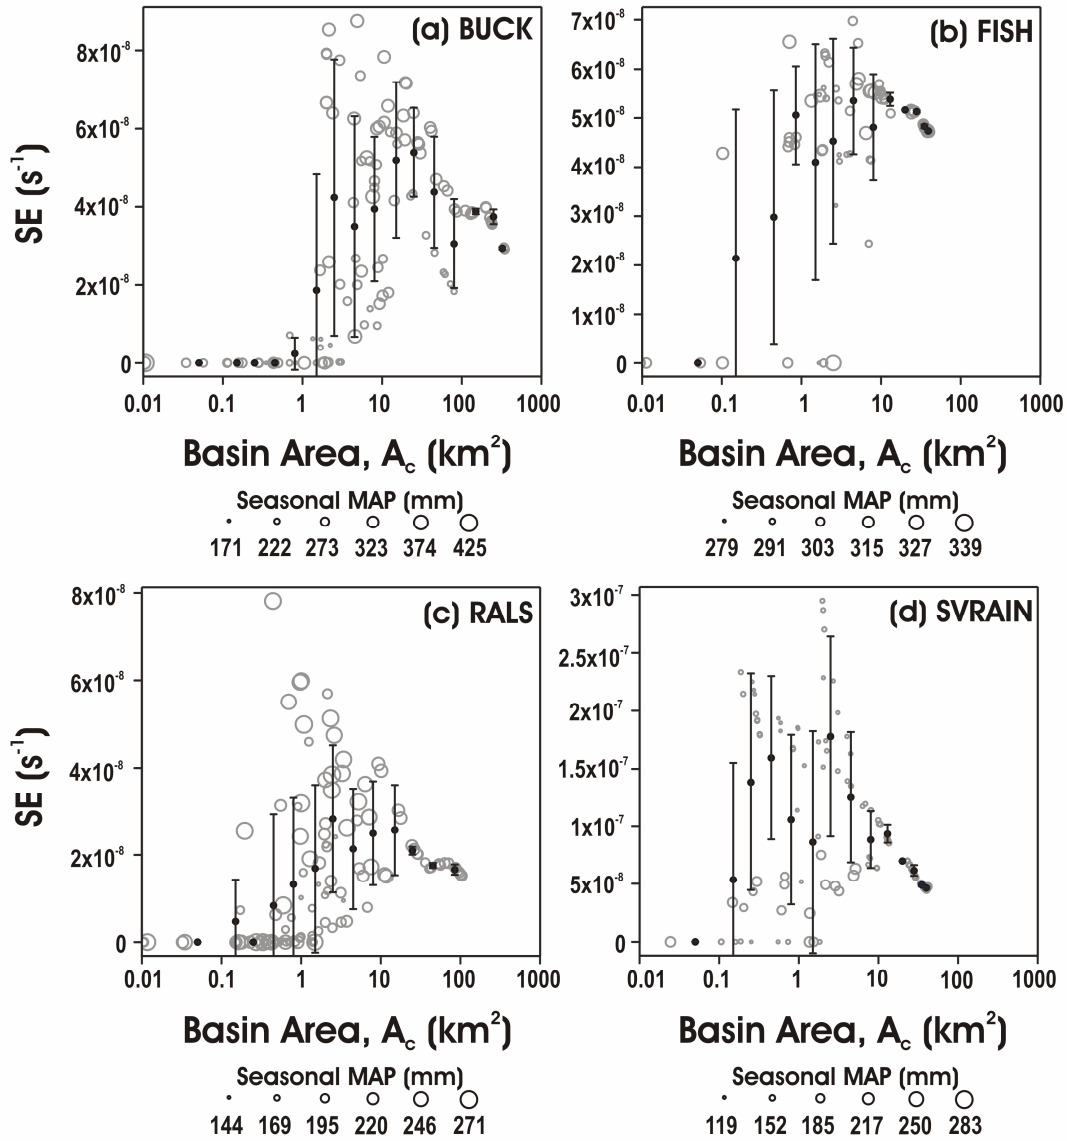 (a) BUCK
8x10⁻⁸
6x10⁻⁸
4x10⁻⁸
2x10⁻⁸
0
SE (s⁻¹)
0.01 0.1 1 10 100 1000
Basin Area, A_c (km²)
Seasonal MAP (mm)
171 222 273 323 374 425
(b) FISH
7x10⁻⁸
6x10⁻⁸
5x10⁻⁸
4x10⁻⁸
3x10⁻⁸
2x10⁻⁸
1x10⁻⁸
0
0.01 0.1 1 10 100 1000
Basin Area, A_c (km²)
Seasonal MAP (mm)
279 291 303 315 327 339
(c) RALS
8x10⁻⁸
6x10⁻⁸
4x10⁻⁸
2x10⁻⁸
0
SE (s⁻¹)
0.01 0.1 1 10 100 1000
Basin Area, A_c (km²)
Seasonal MAP (mm)
144 169 195 220 246 271
(d) SVRAIN
3x10⁻⁷
2.5x10⁻⁷
2x10⁻⁷
1.5x10⁻⁷
1x10⁻⁷
5x10⁻⁸
0
0.01 0.1 1 10 100 1000
Basin Area, A_c (km²)
Seasonal MAP (mm)
119 152 185 217 250 283